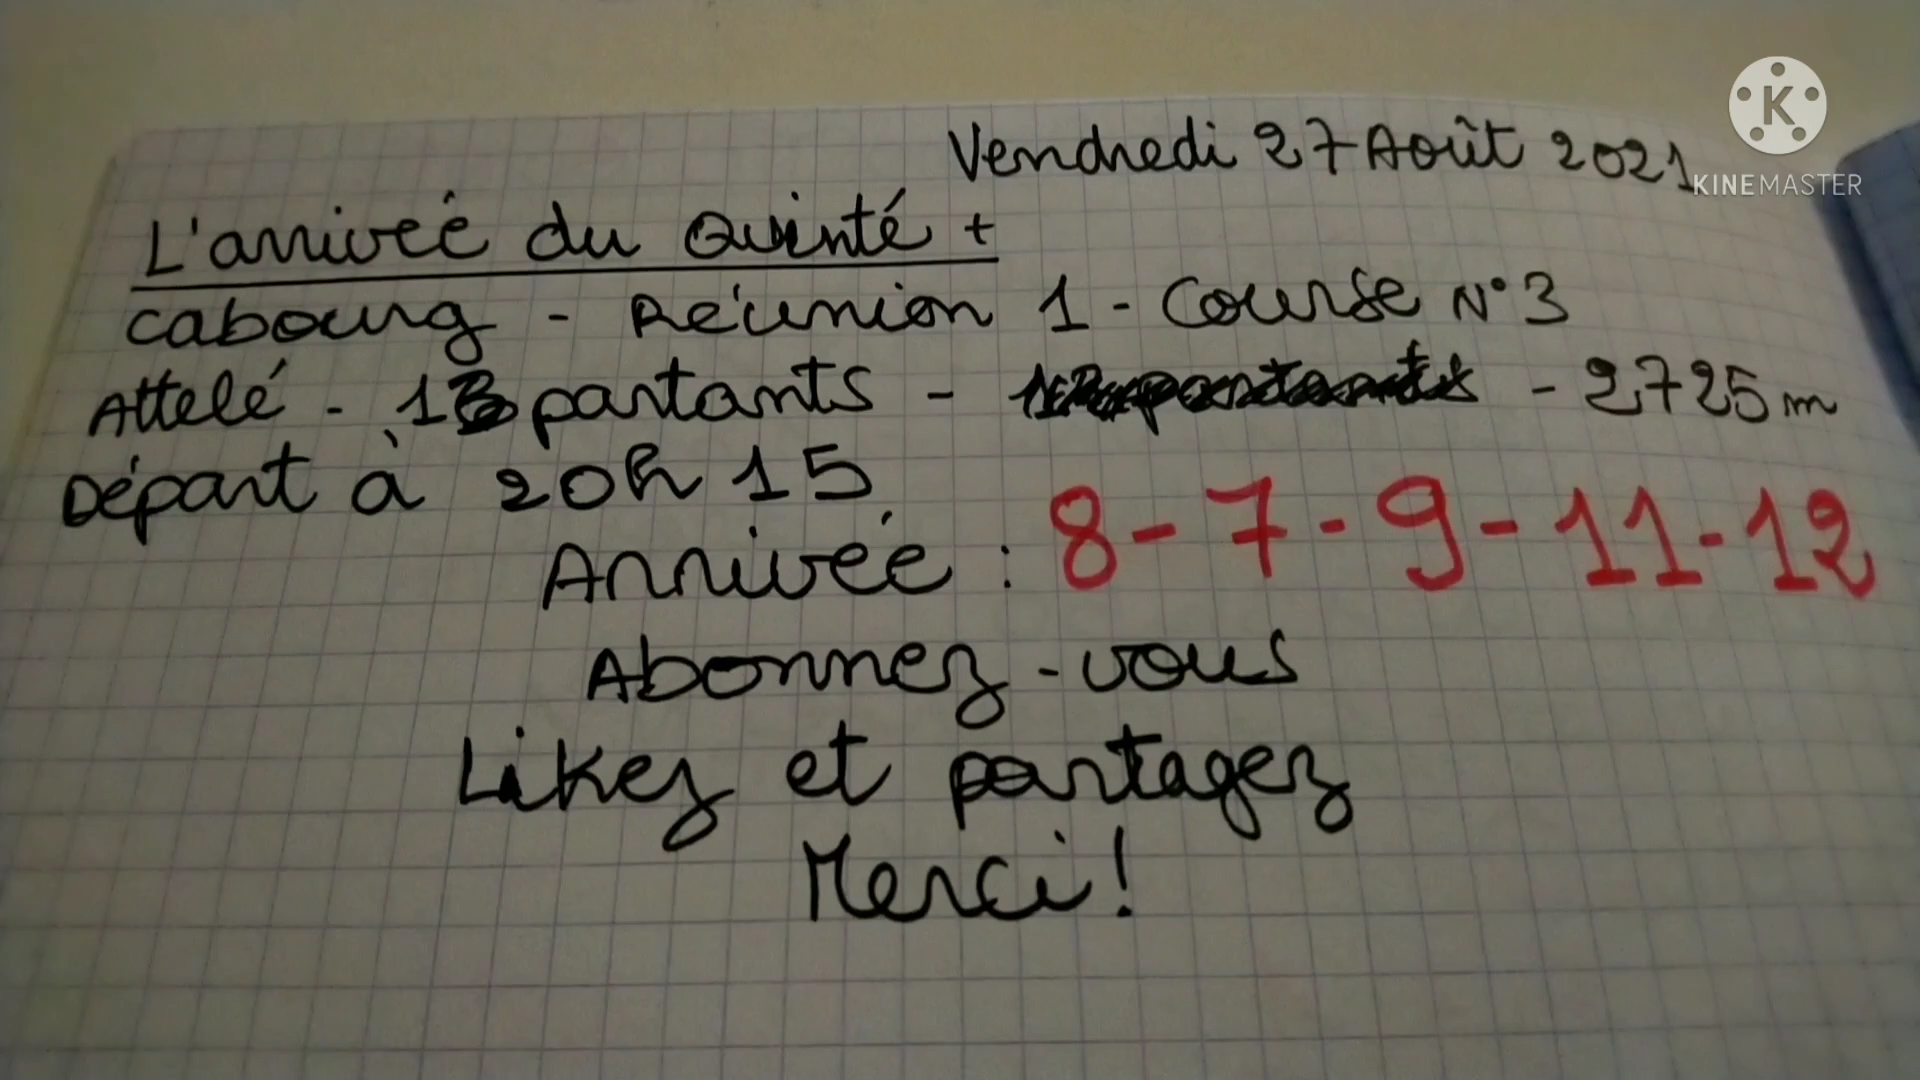 Vendredi 27 Août 2021
KINEMASTER
L'arrivée du Quinté +
Cabourg - Réunion 1 - Course N°3
Attelé - 13 partants - - 2725m
Départ à 20h15
Arrivée : 8 - 7 - 9 - 11 - 12
Abonnez-vous
Likez et partagez
Merci !